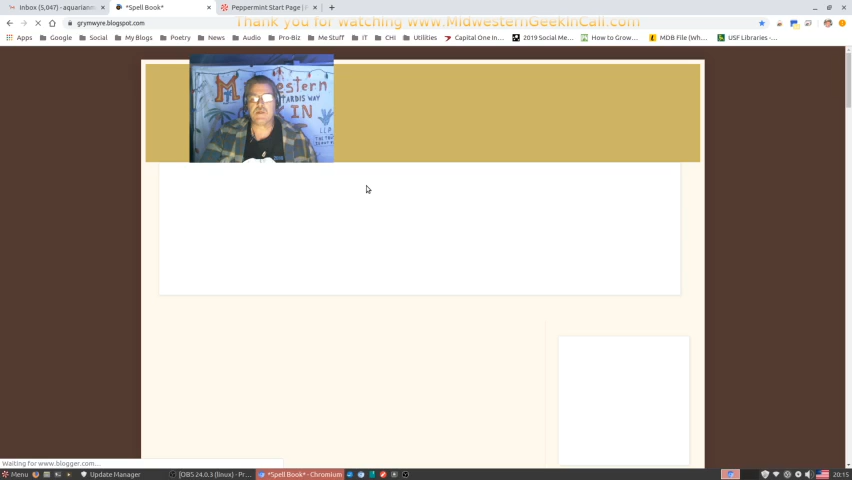 Inbox (5,047) - aquariann
*Spell Book*
Peppermint Start Page |
grymwyre.blogspot.com
Thank you for watching www.MidwesternGeekInCali.com
Apps Google Social My Blogs Poetry News Audio Pro-Biz Me Stuff IT CHI Utilities Capital One In... 2019 Social Me... How to Grow... MDB File (Wh... USF Libraries -...
estern
TARDIS WAY
IN
Waiting for www.blogger.com...
Menu Update Manager [OBS 24.0.3 (linux) - Pr... *Spell Book* - Chromium 20:15